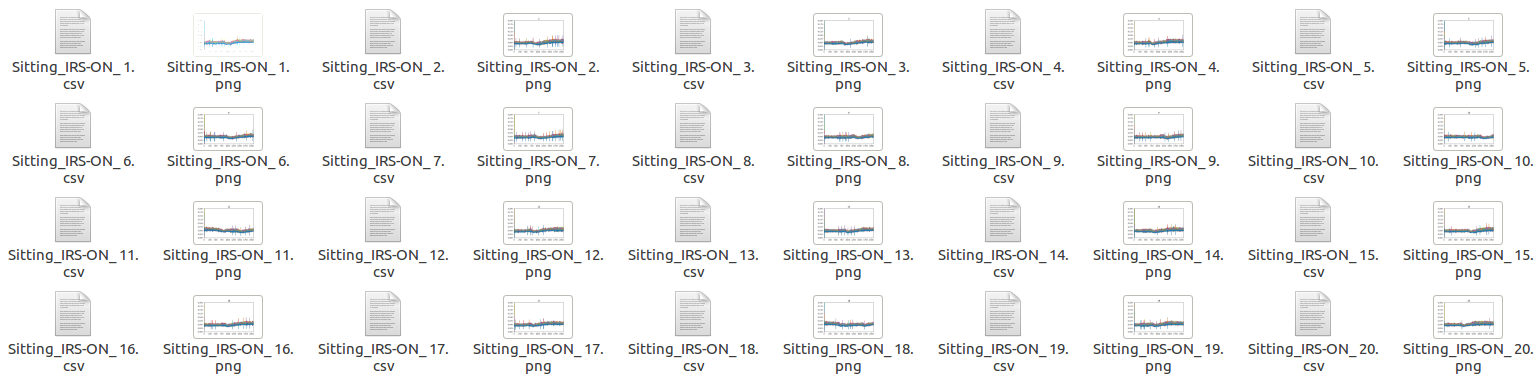 Sitting_IRS-ON_ 1. Sitting_IRS-ON_ 1. Sitting_IRS-ON_ 2. Sitting_IRS-ON_ 2. Sitting_IRS-ON_ 3. Sitting_IRS-ON_ 3. Sitting_IRS-ON_ 4. Sitting_IRS-ON_ 4. Sitting_IRS-ON_ 5. Sitting_IRS-ON_ 5.
csv png csv png csv png csv png csv png
Sitting_IRS-ON_ 6. Sitting_IRS-ON_ 6. Sitting_IRS-ON_ 7. Sitting_IRS-ON_ 7. Sitting_IRS-ON_ 8. Sitting_IRS-ON_ 8. Sitting_IRS-ON_ 9. Sitting_IRS-ON_ 9. Sitting_IRS-ON_ 10. Sitting_IRS-ON_ 10.
csv png csv png csv png csv png csv png
Sitting_IRS-ON_ 11. Sitting_IRS-ON_ 11. Sitting_IRS-ON_ 12. Sitting_IRS-ON_ 12. Sitting_IRS-ON_ 13. Sitting_IRS-ON_ 13. Sitting_IRS-ON_ 14. Sitting_IRS-ON_ 14. Sitting_IRS-ON_ 15. Sitting_IRS-ON_ 15.
csv png csv png csv png csv png csv png
Sitting_IRS-ON_ 16. Sitting_IRS-ON_ 16. Sitting_IRS-ON_ 17. Sitting_IRS-ON_ 17. Sitting_IRS-ON_ 18. Sitting_IRS-ON_ 18. Sitting_IRS-ON_ 19. Sitting_IRS-ON_ 19. Sitting_IRS-ON_ 20. Sitting_IRS-ON_ 20.
csv png csv png csv png csv png csv png